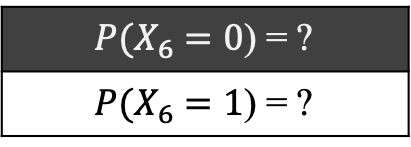 P(X₆ = 0) = ?
P(X₆ = 1) = ?